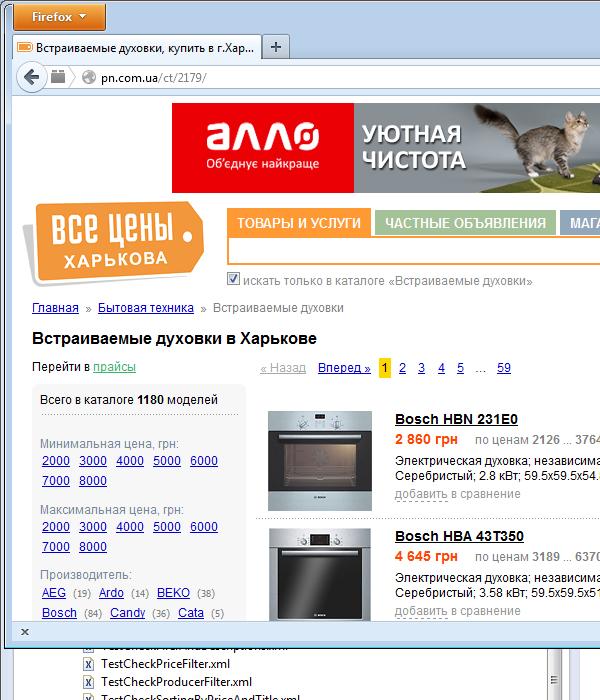 Firefox
Встраиваемые духовки, купить в г.Хар...
pn.com.ua/ct/2179/
алло
Об'єднує найкраще
УЮТНАЯ
ЧИСТОТА
ВСЕ ЦЕНЫ
ХАРЬКОВА
ТОВАРЫ И УСЛУГИ
ЧАСТНЫЕ ОБЪЯВЛЕНИЯ
МАГА
искать только в каталоге «Встраиваемые духовки»
Главная » Бытовая техника » Встраиваемые духовки
Встраиваемые духовки в Харькове
Перейти в прайсы
« Назад Вперед » 1 2 3 4 5 ... 59
Всего в каталоге 1180 моделей
Минимальная цена, грн:
2000 3000 4000 5000 6000
7000 8000
Максимальная цена, грн:
2000 3000 4000 5000 6000
7000 8000
Производитель:
AEG (19) Ardo (14) BEKO (38)
Bosch (84) Candy (36) Cata (5)
Bosch HBN 231E0
2 860 грн по ценам 2126 ... 3764
Электрическая духовка; независима
Серебристый; 2.8 кВт; 59.5x59.5x54.
добавить в сравнение
Bosch HBA 43T350
4 645 грн по ценам 3189 ... 6370
Электрическая духовка; независима
Серебристый; 3.58 кВт; 59.5x59.5x51
добавить в сравнение
TestCheckPriceFilter.xml
TestCheckProducerFilter.xml
TestCheckSortingByPriceAndTitle.xml